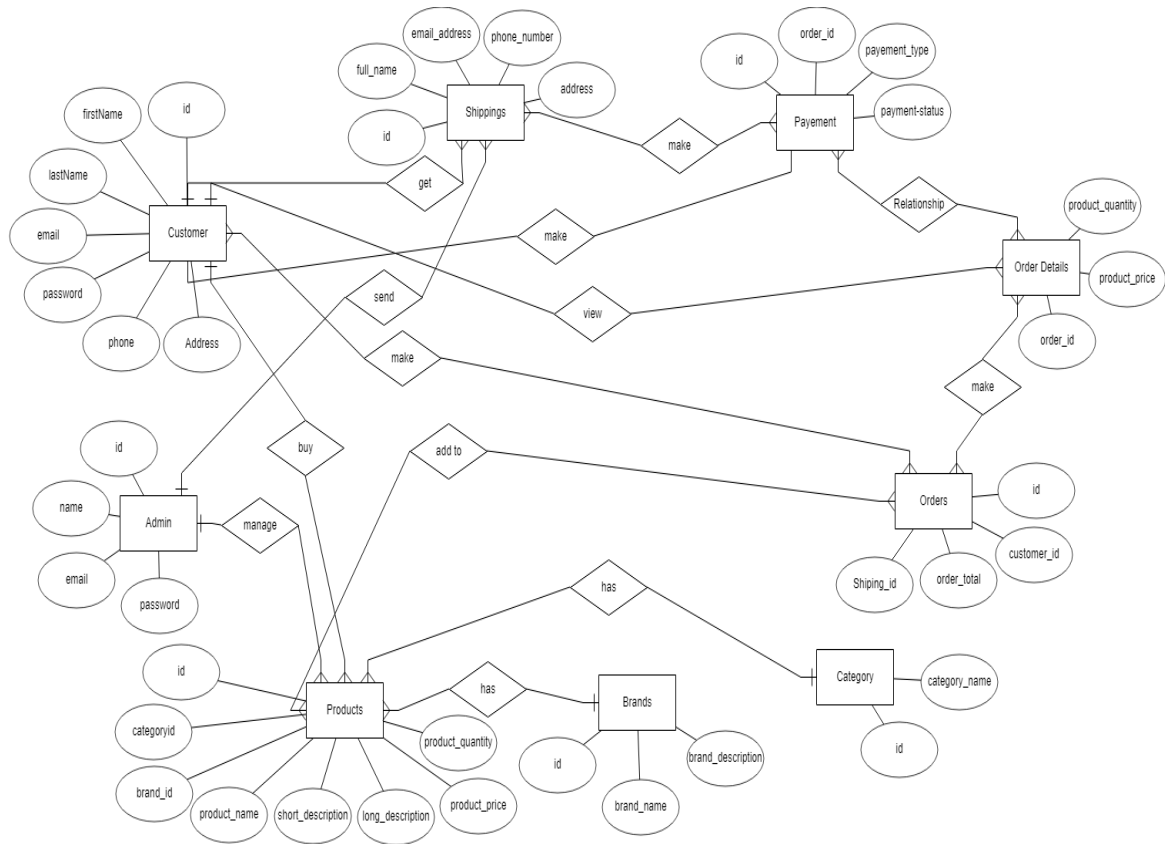 email_address
phone_number
full_name
Shippings
address
id
order_id
id
payement_type
Payement
payment-status
make
id
firstName
lastName
email
Customer
password
phone
Address
get
make
Relationship
product_quantity
Order Details
product_price
order_id
send
view
make
make
buy
add to
id
name
Admin
email
password
manage
Orders
id
customer_id
order_total
Shiping_id
has
Category
category_name
id
has
Brands
id
brand_name
brand_description
id
categoryid
Products
product_quantity
brand_id
product_name
short_description
long_description
product_price